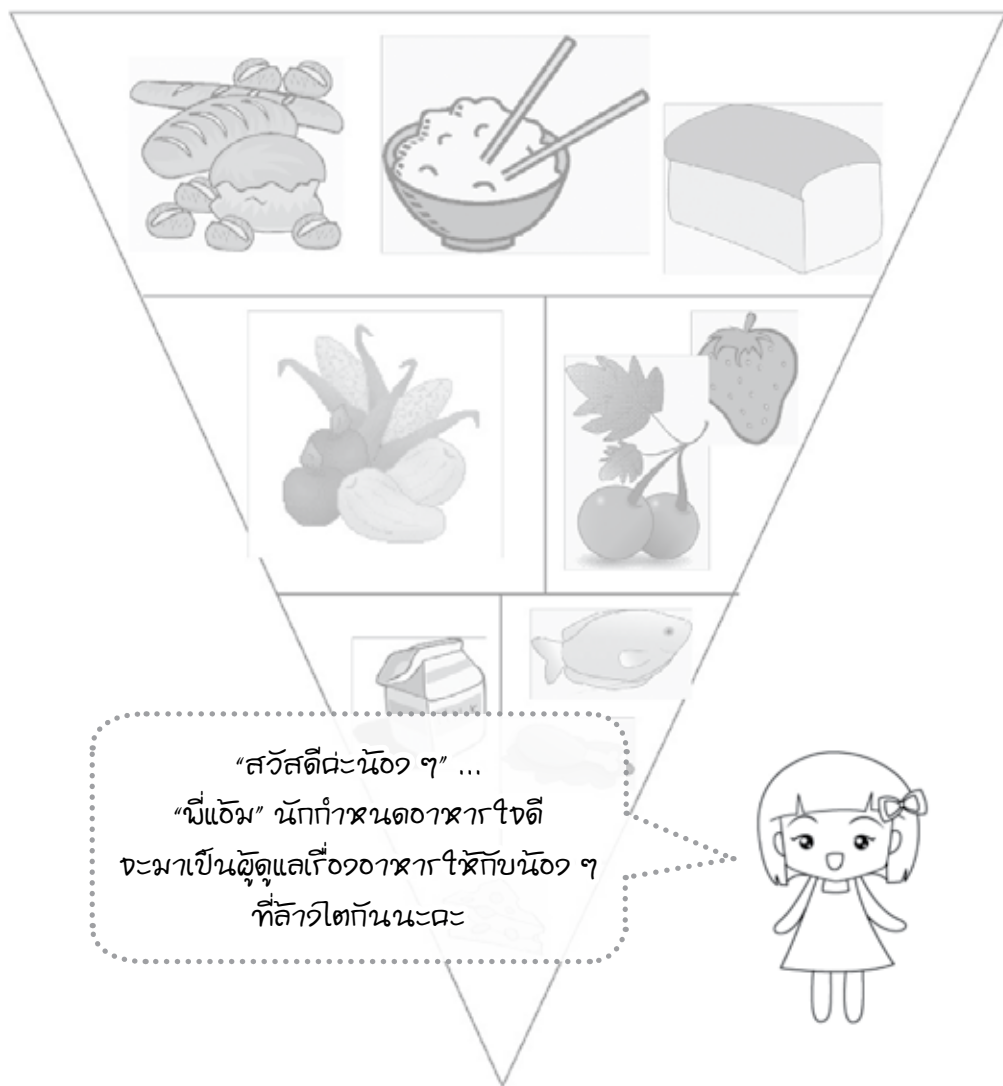 “สวัสดีค่ะน้อง ๆ” ...
“พี่แอ้ม” นักกำหนดอาหารใจดี
จะมาเป็นผู้ดูแลเรื่องอาหารให้กับน้อง ๆ
ที่ล้างไตกันนะคะ